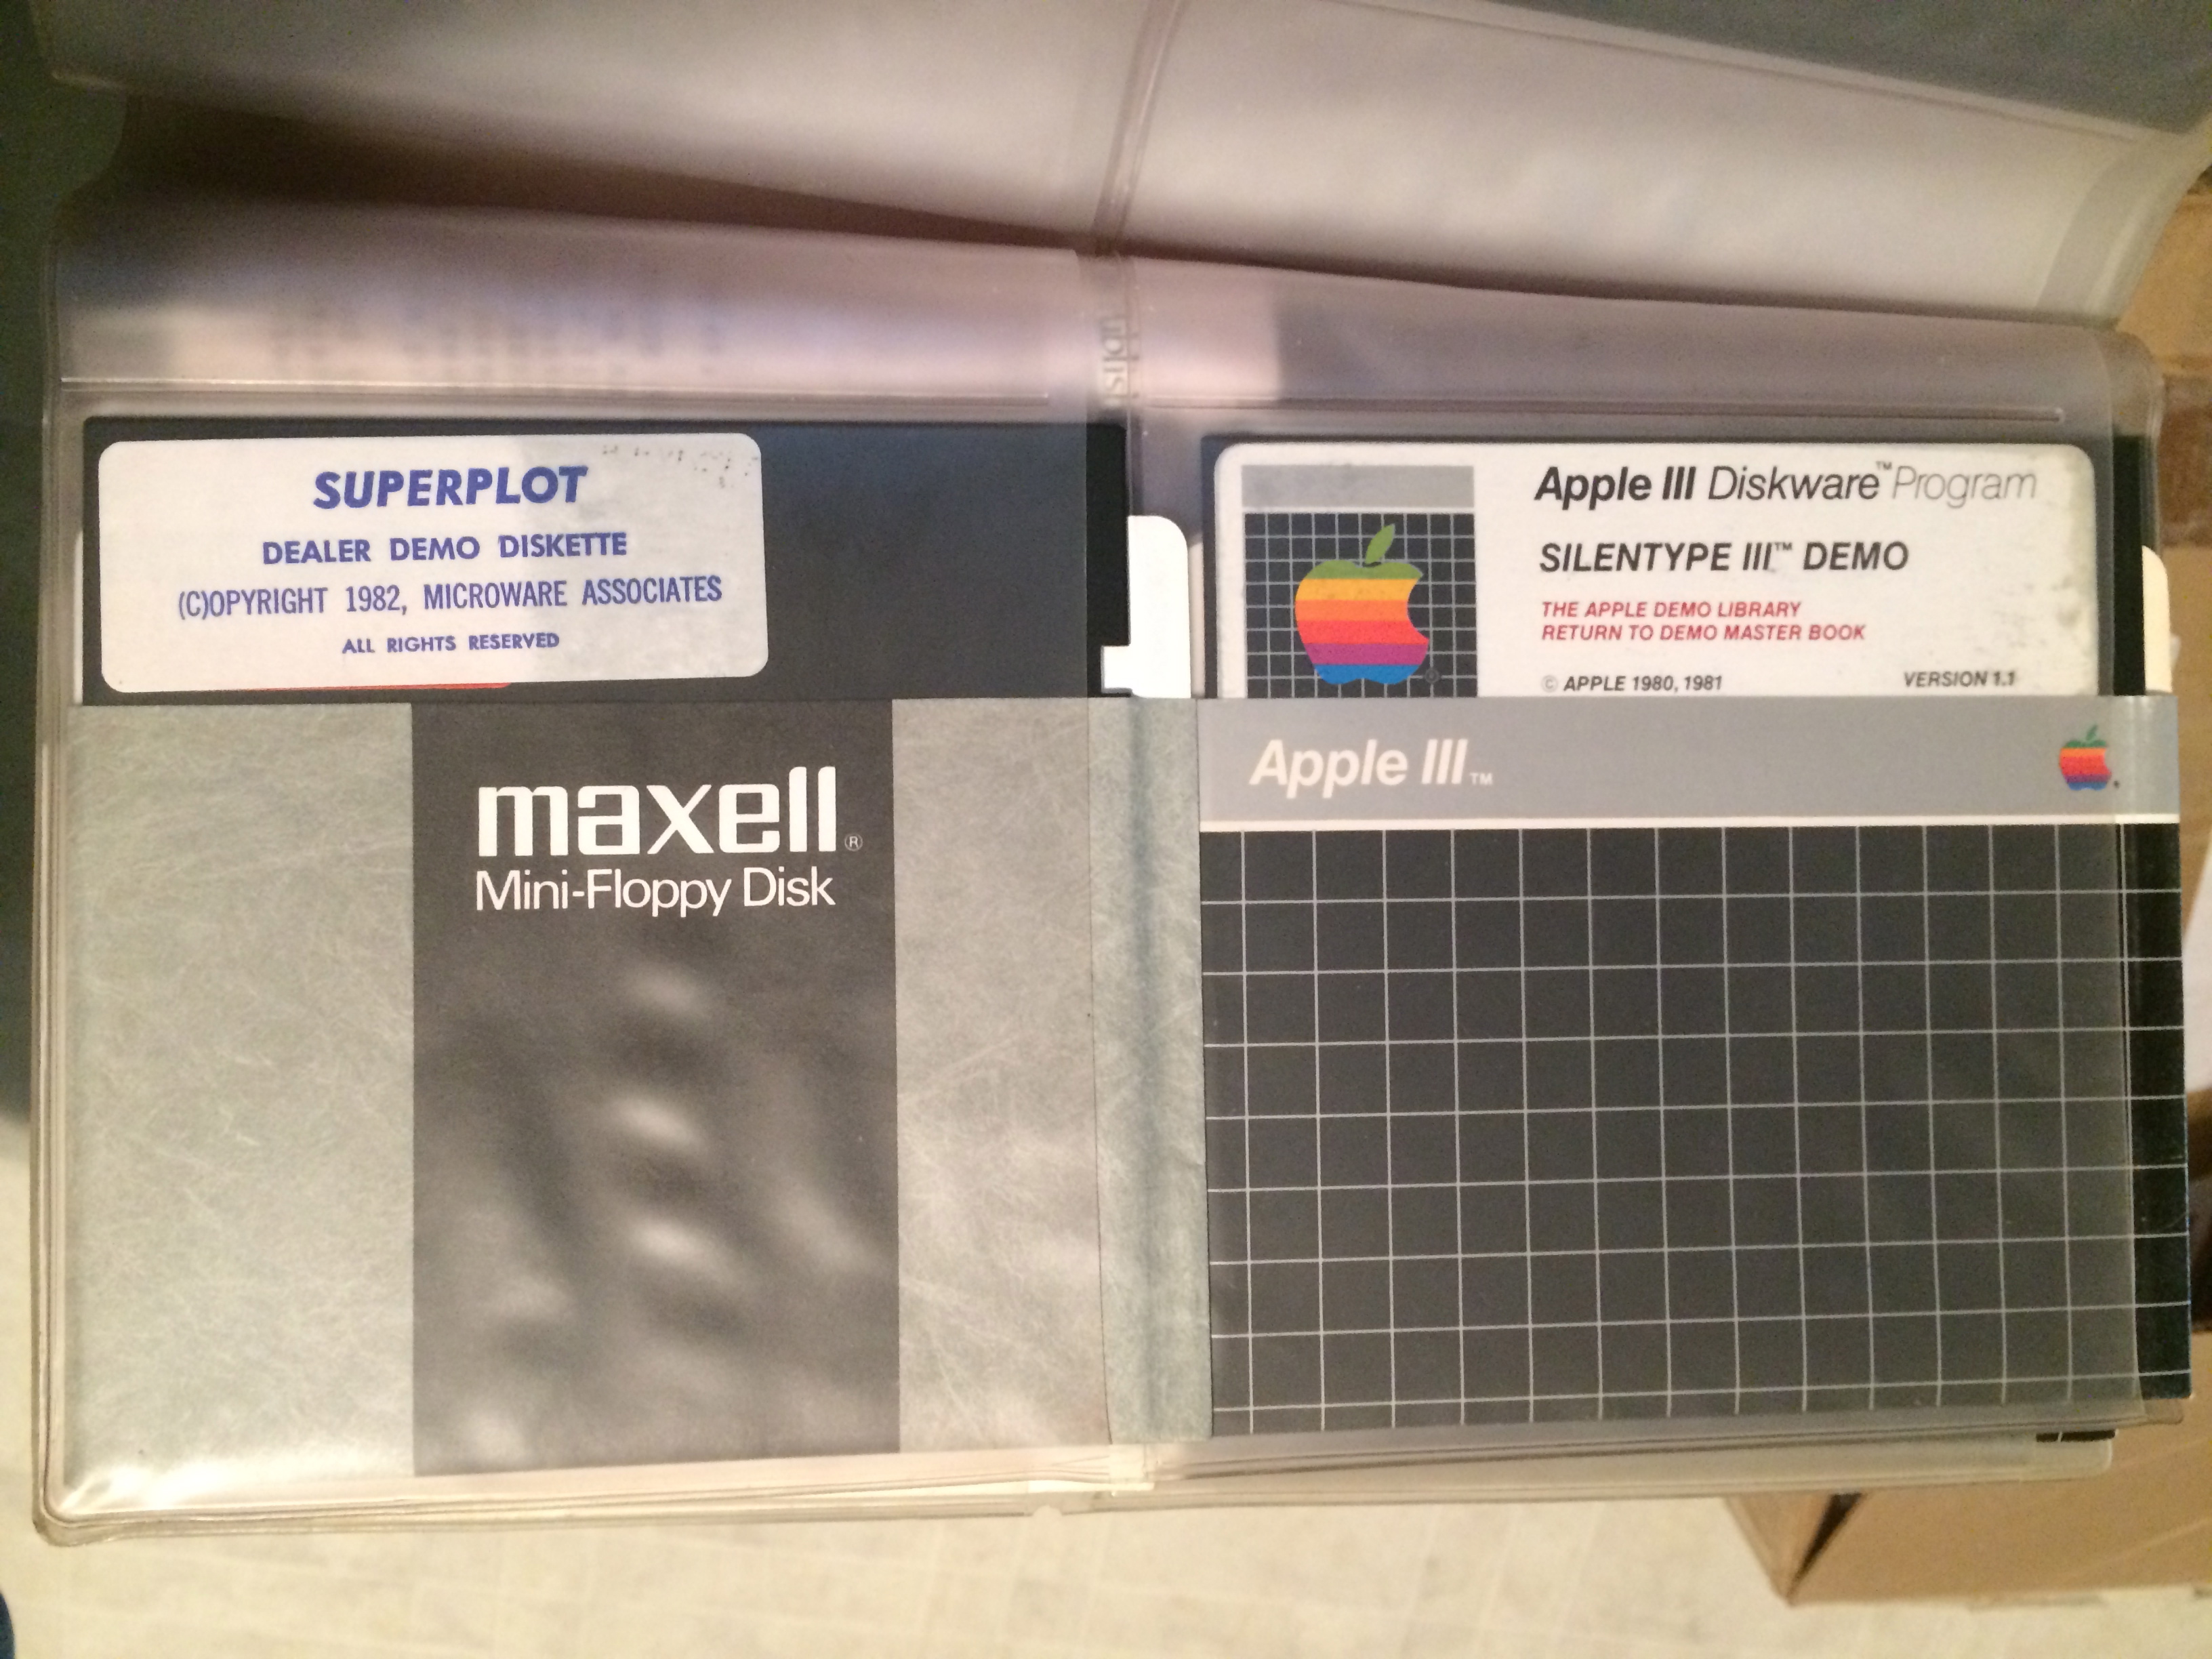 SUPERPLOT
DEALER DEMO DISKETTE
(C)OPYRIGHT 1982, MICROWARE ASSOCIATES
ALL RIGHTS RESERVED
maxell®
Mini-Floppy Disk
Apple III Diskware™ Program
SILENTYPE III™ DEMO
THE APPLE DEMO LIBRARY
RETURN TO DEMO MASTER BOOK
© APPLE 1980, 1981 VERSION 1.1
Apple III™